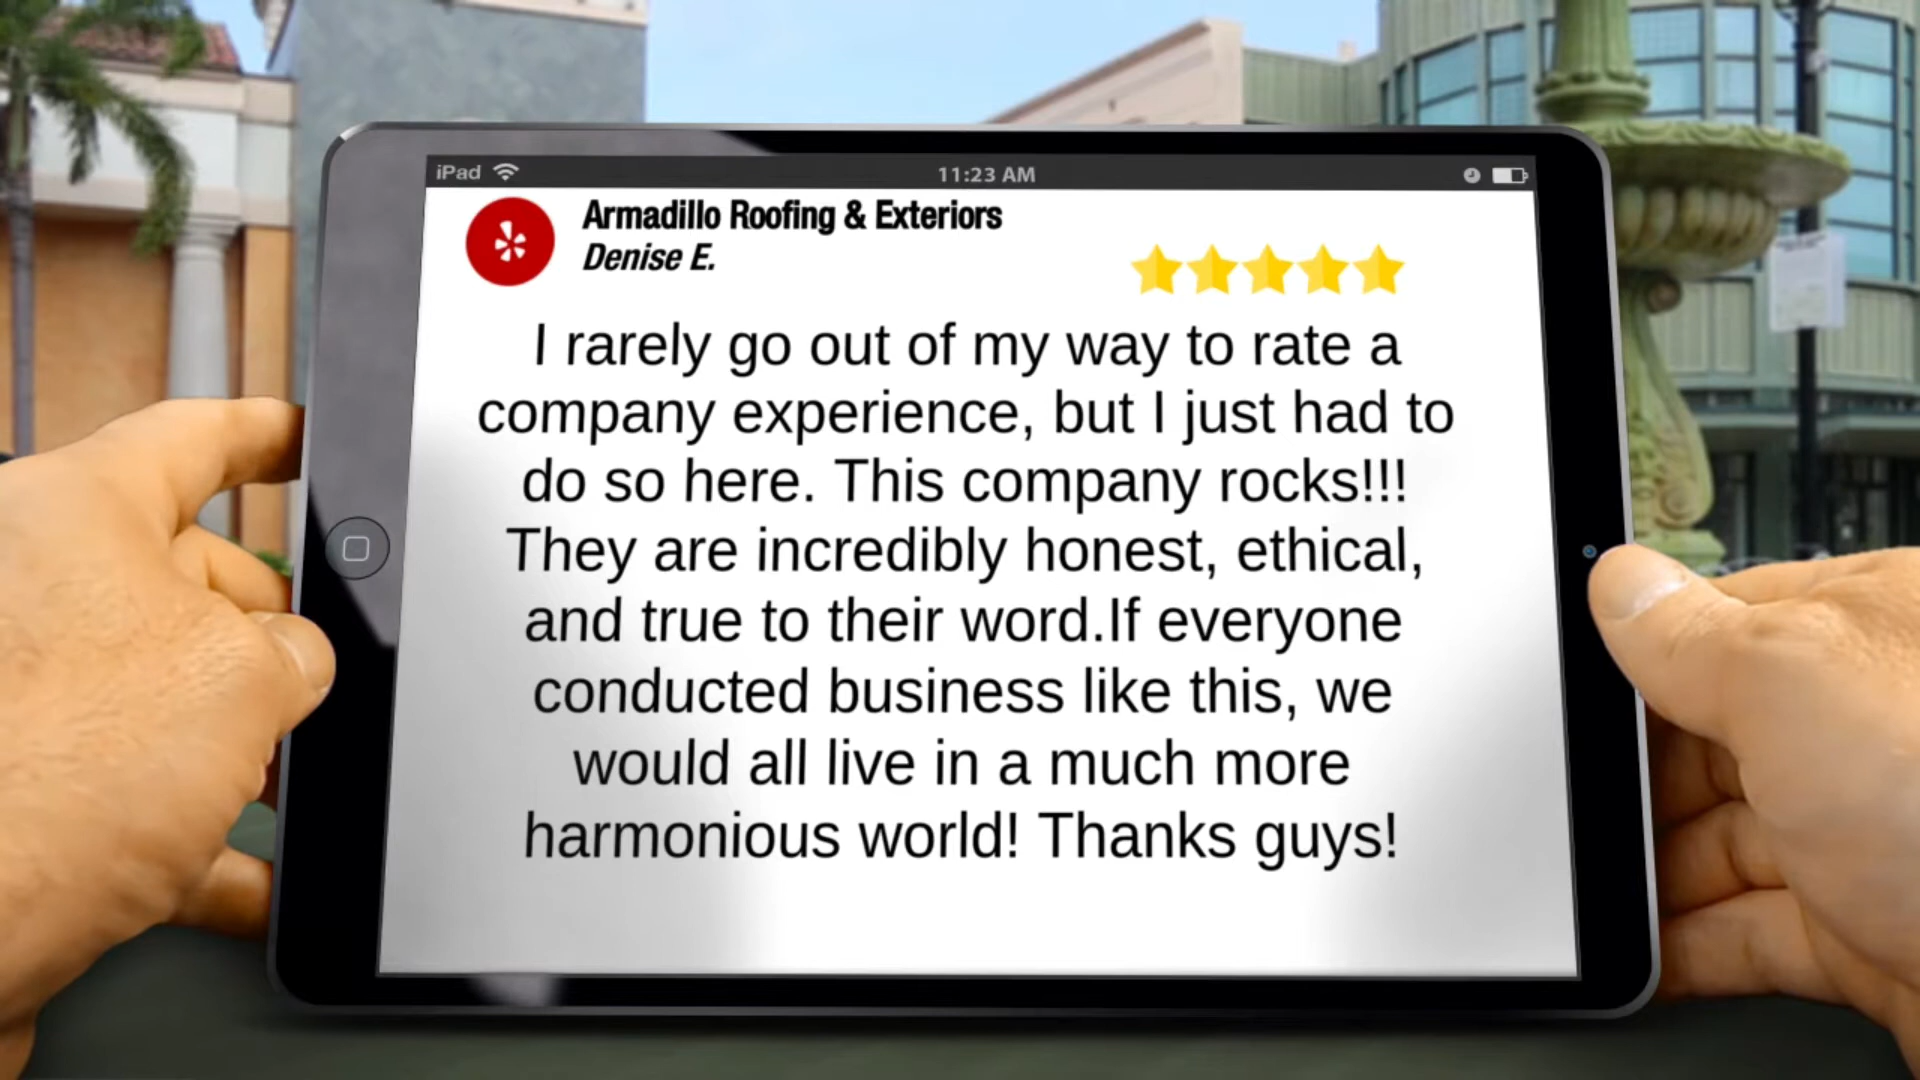 iPad 11:23 AM
Armadillo Roofing & Exteriors
Denise E.
I rarely go out of my way to rate a
company experience, but I just had to
do so here. This company rocks!!!
They are incredibly honest, ethical,
and true to their word.If everyone
conducted business like this, we
would all live in a much more
harmonious world! Thanks guys!